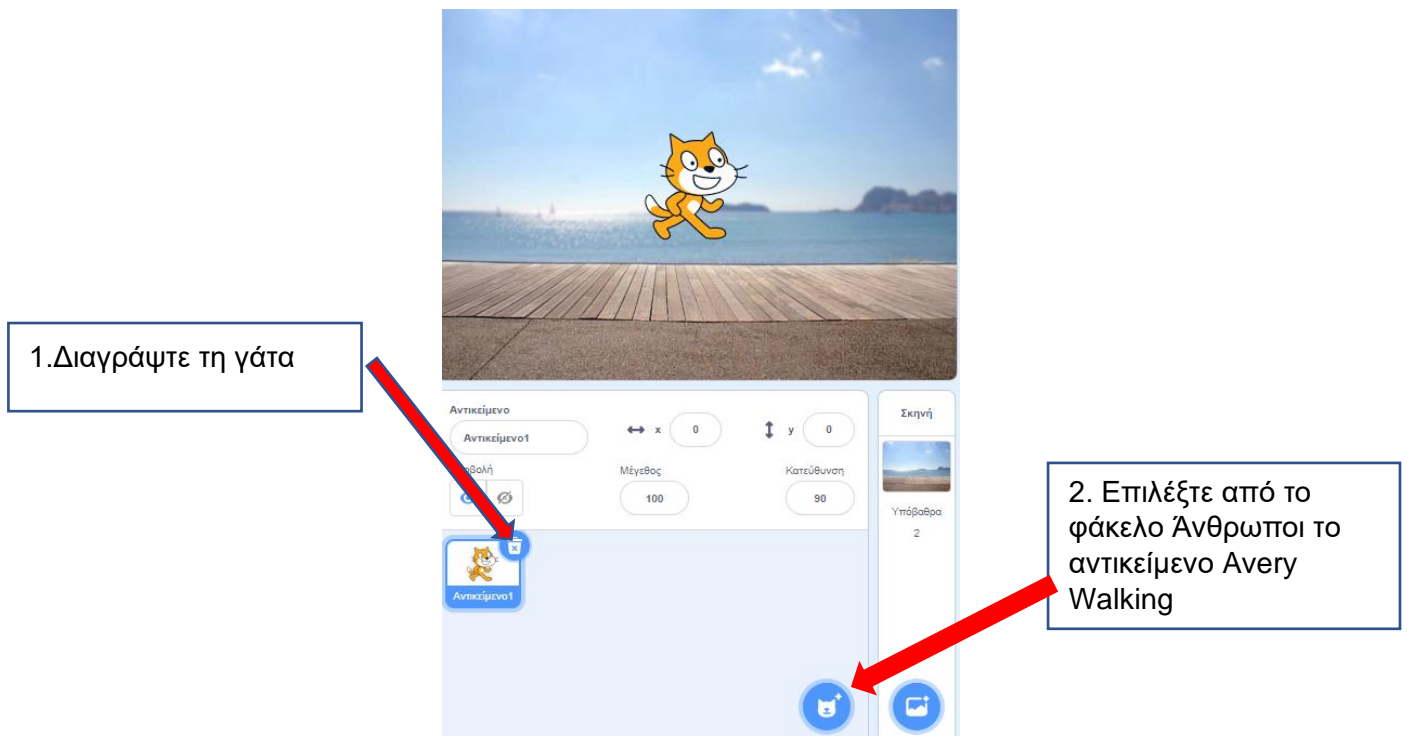 1.Διαγράψτε τη γάτα
Αντικείμενο
Αντικείμενο1
x 0
y 0
Μέγεθος
Κατεύθυνση
100
90
Αντικείμενο1
Σκηνή
Υπόβαθρα
2
2. Επιλέξτε από το
φάκελο Άνθρωποι το
αντικείμενο Avery
Walking